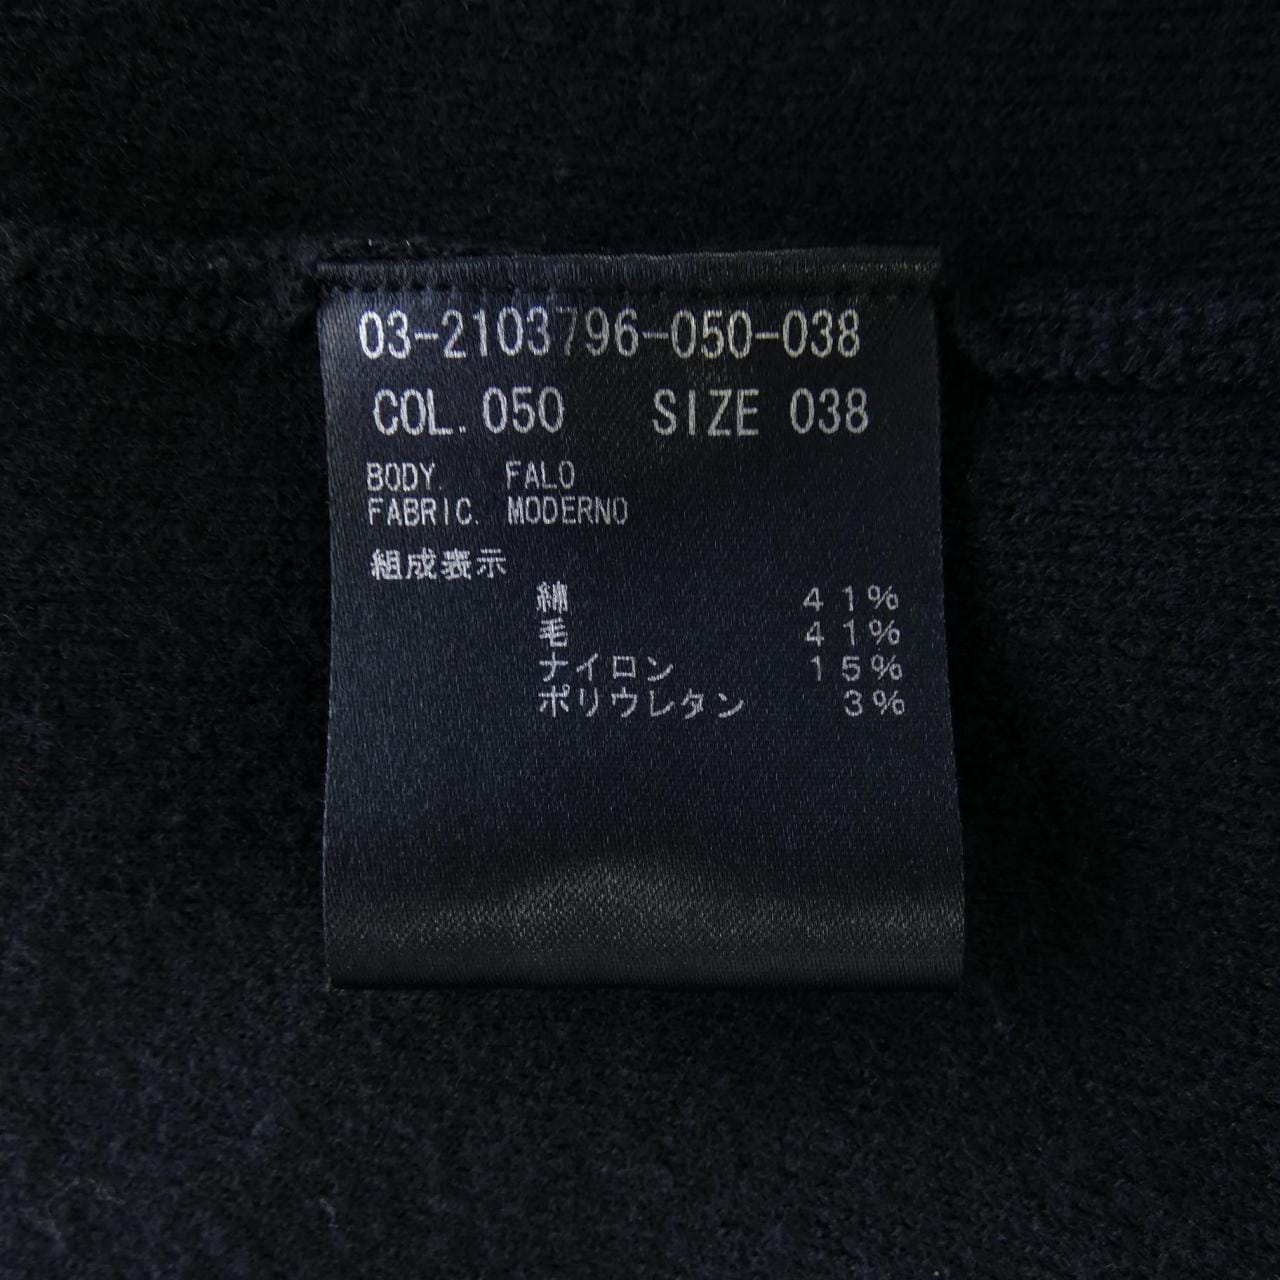 03-2103796-050-038
COL. 050 SIZE 038
BODY. FALO
FABRIC. MODERNO
組成表示
綿 41%
毛 41%
ナイロン 15%
ポリウレタン 3%